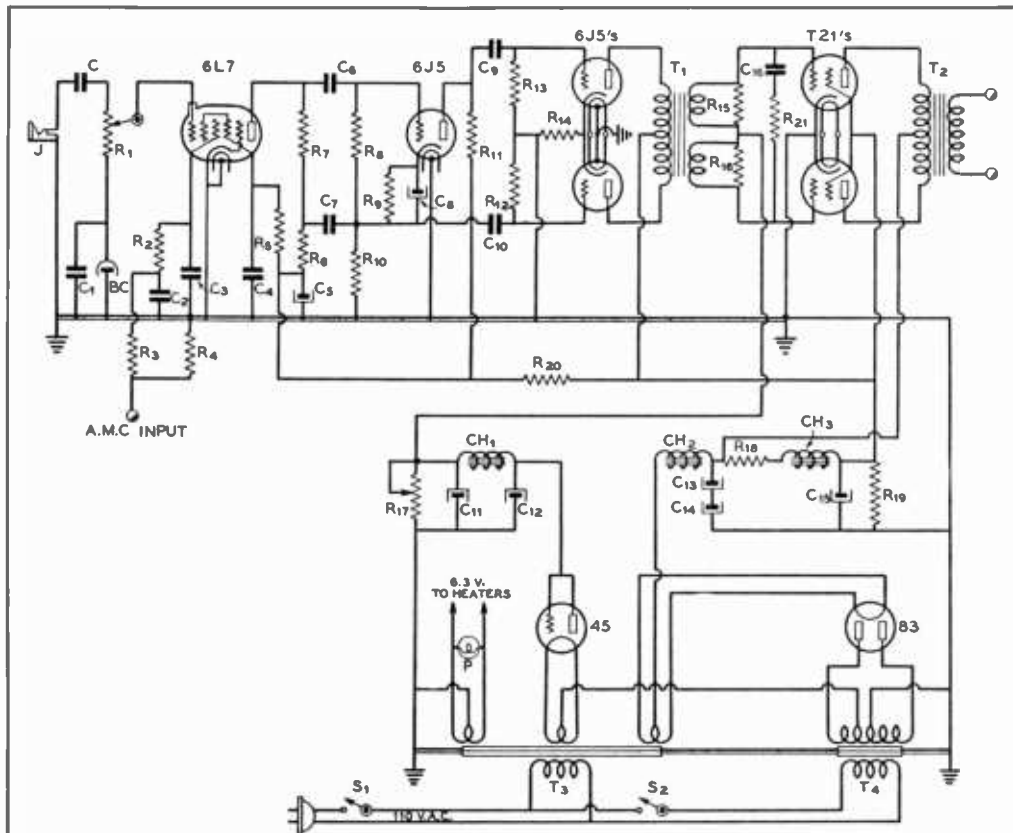 C
6L7
C6
6J5
C9
6J5's
T21's
R13
T1
C16
T2
J
R1
R14
R15
R21
R7
R8
R11
R16
R9
C8
R12
C7
R2
R5
R6
R10
C10
C1
BC
C2
C3
C4
C5
R3
R4
R20
A.M.C INPUT
CH1
CH2
R18
CH3
C13
C15
R17
C11
C12
C14
R19
6.3 V.
TO HEATERS
P
45
83
S1
T3
S2
T4
110 V.A.C.